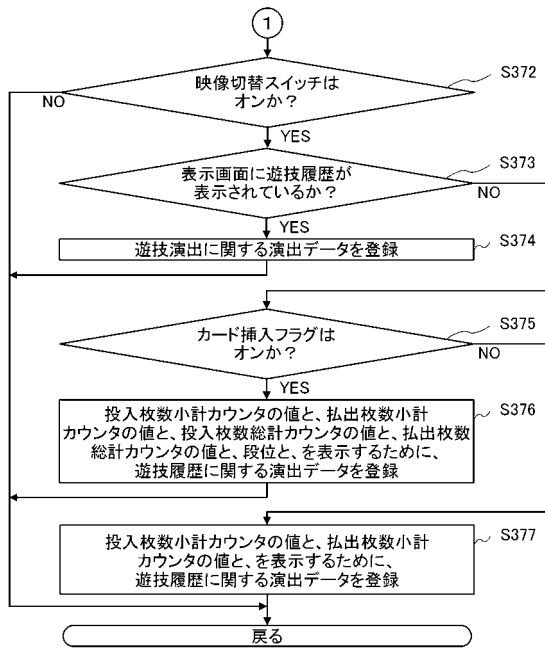 1
映像切替スイッチは
オンか？
S372
NO
YES
表示画面に遊技履歴が
表示されているか？
S373
NO
YES
遊技演出に関する演出データを登録
S374
カード挿入フラグは
オンか？
S375
NO
YES
投入枚数小計カウンタの値と、払出枚数小計
カウンタの値と、投入枚数総計カウンタの値と、払出枚数
総計カウンタの値と、段位と、を表示するために、
遊技履歴に関する演出データを登録
S376
投入枚数小計カウンタの値と、払出枚数小計
カウンタの値と、を表示するために、
遊技履歴に関する演出データを登録
S377
戻る